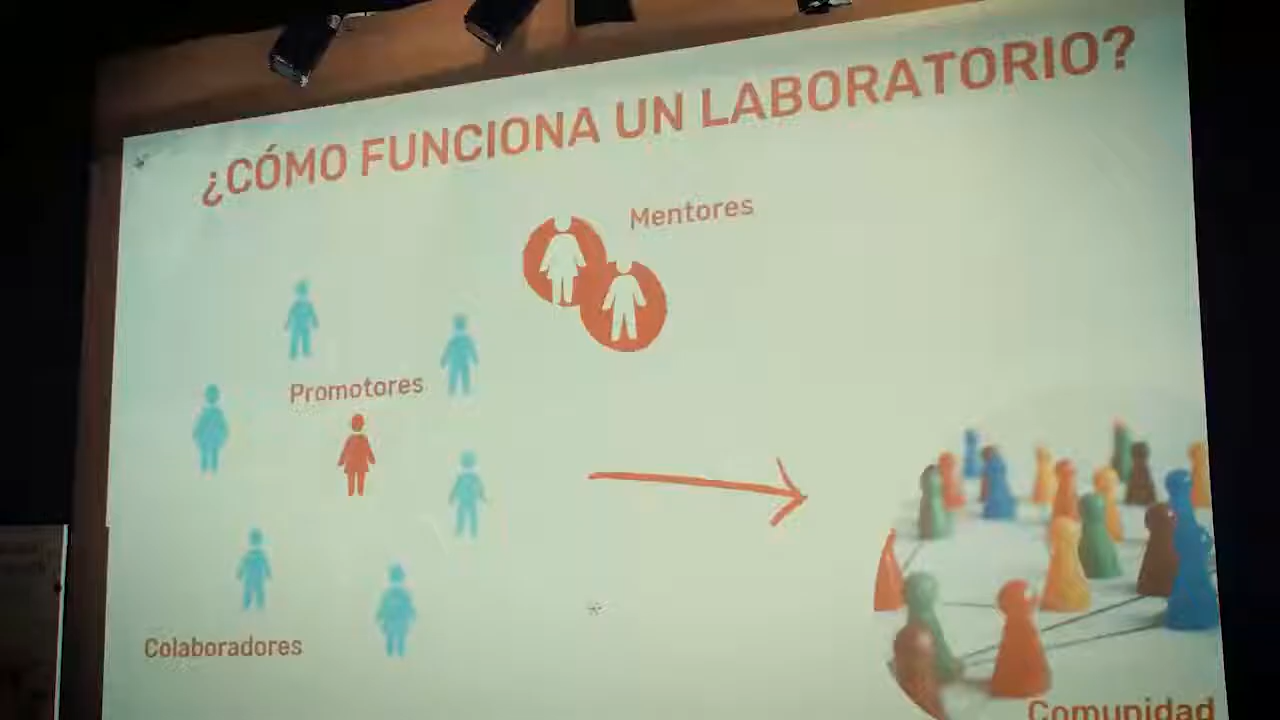 ¿CÓMO FUNCIONA UN LABORATORIO?
Mentores
Promotores
Colaboradores
Comunidad